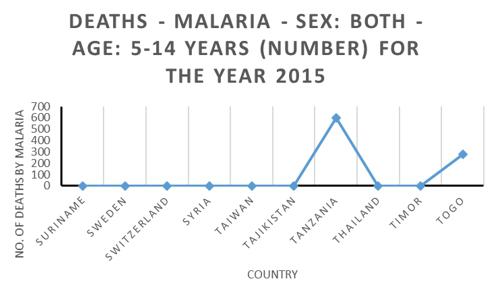 DEATHS - MALARIA - SEX: BOTH -
AGE: 5-14 YEARS (NUMBER) FOR
THE YEAR 2015
NO. OF DEATHS BY MALARIA
700
600
500
400
300
200
100
0
SURINAME
SWEDEN
SWITZERLAND
SYRIA
TAIWAN
TAJIKISTAN
TANZANIA
THAILAND
TIMOR
TOGO
COUNTRY